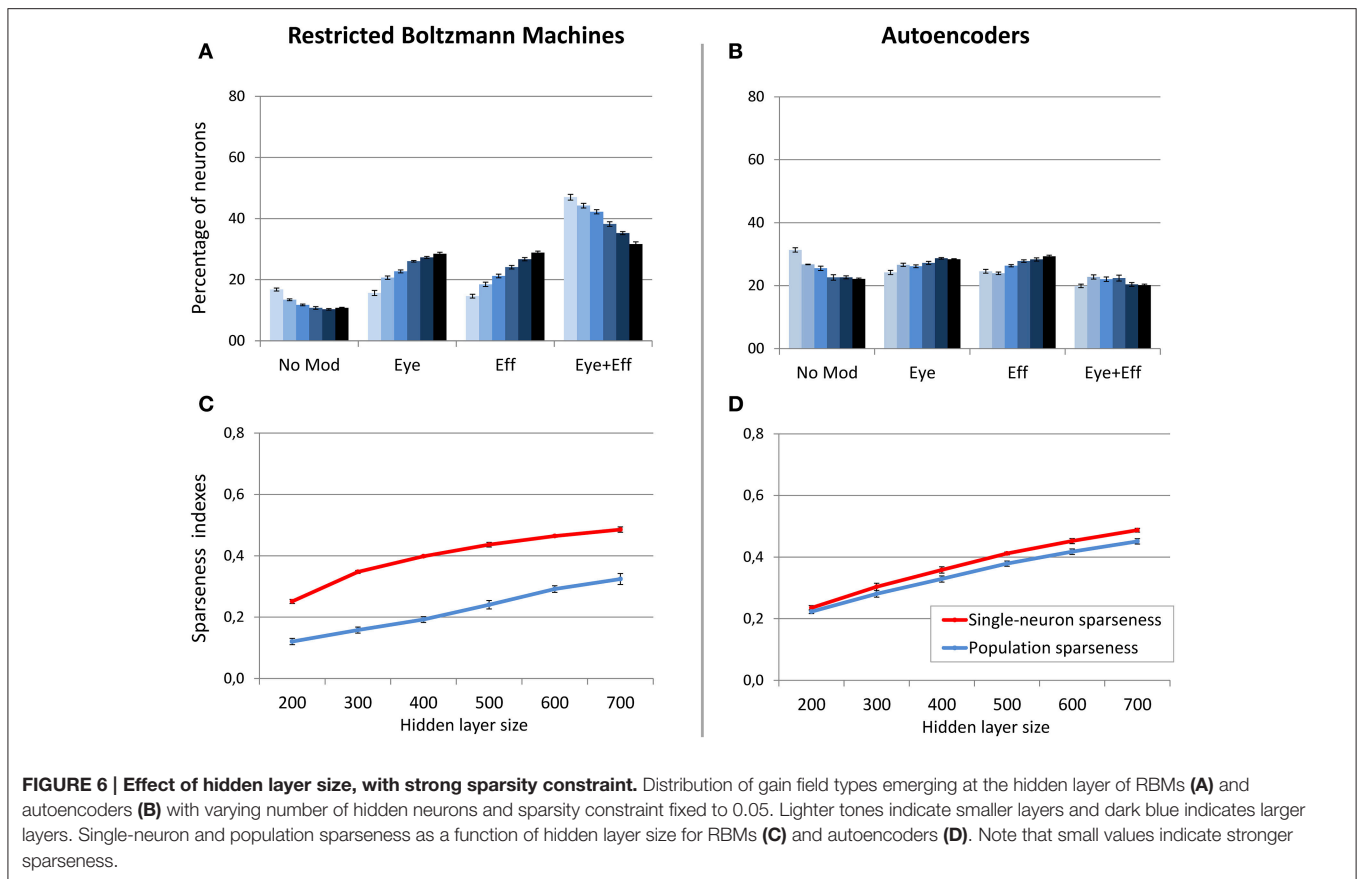 Restricted Boltzmann Machines
Autoencoders
A
80
60
40
20
00
Percentage of neurons
No Mod Eye Eff Eye+Eff
B
80
60
40
20
00
No Mod Eye Eff Eye+Eff
C
0,8
0,6
0,4
0,2
0,0
Sparseness indexes
200 300 400 500 600 700
Hidden layer size
D
0,8
0,6
0,4
0,2
0,0
Single-neuron sparseness
Population sparseness
200 300 400 500 600 700
Hidden layer size
FIGURE 6 | Effect of hidden layer size, with strong sparsity constraint. Distribution of gain field types emerging at the hidden layer of RBMs (A) and
autoencoders (B) with varying number of hidden neurons and sparsity constraint fixed to 0.05. Lighter tones indicate smaller layers and dark blue indicates larger
layers. Single-neuron and population sparseness as a function of hidden layer size for RBMs (C) and autoencoders (D). Note that small values indicate stronger
sparseness.